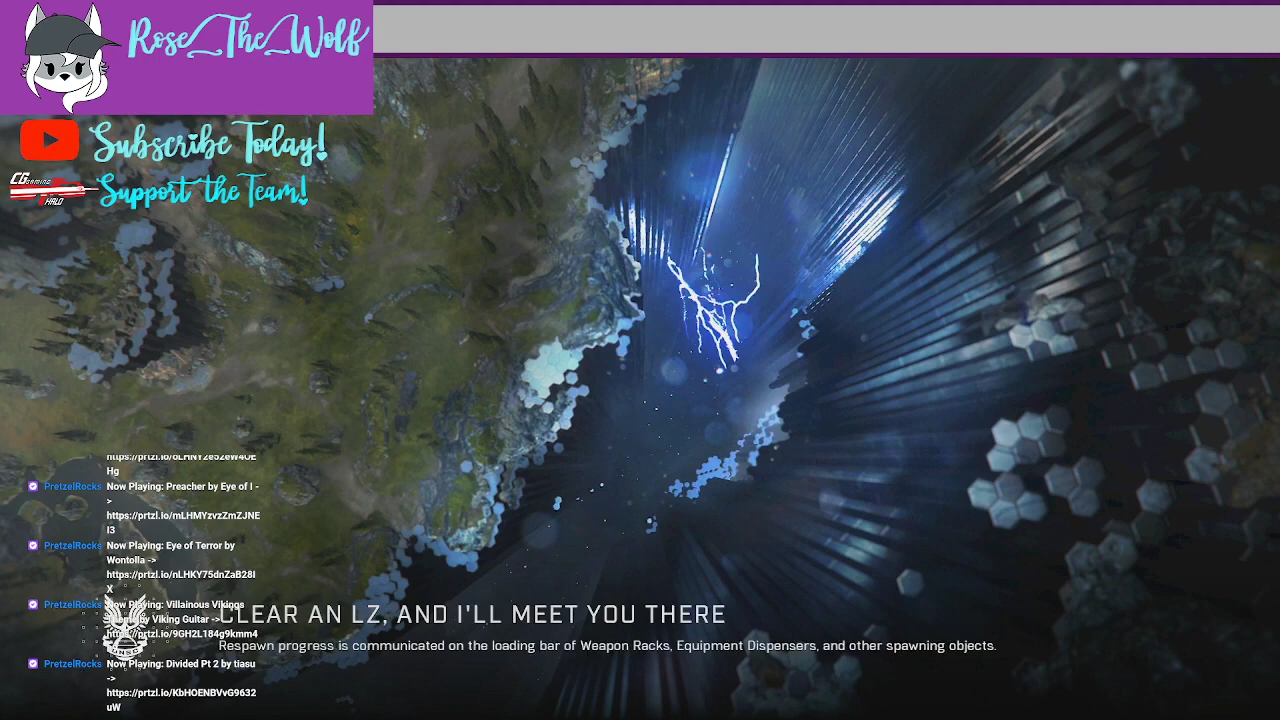 Rose_The_Wolf
Subscribe Today!
CGaming
HALO
Support the Team!
Hg
PretzelRocks Now Playing: Preacher by Eye of I -
>
https://prtzl.io/mLHMYzvzZmZJNE
I3
PretzelRocks Now Playing: Eye of Terror by
Wontolla ->
https://prtzl.io/nLHKY75dnZaB28I
X
PretzelRocks Now Playing: Villainous Vikings
by Viking Guitar ->
https://prtzl.io/9GH2L184g9kmm4
UNSC
CLEAR AN LZ, AND I'LL MEET YOU THERE
Respawn progress is communicated on the loading bar of Weapon Racks, Equipment Dispensers, and other spawning objects.
PretzelRocks Now Playing: Divided Pt 2 by tiasu
->
https://prtzl.io/KbHOENBVvG9632
uW